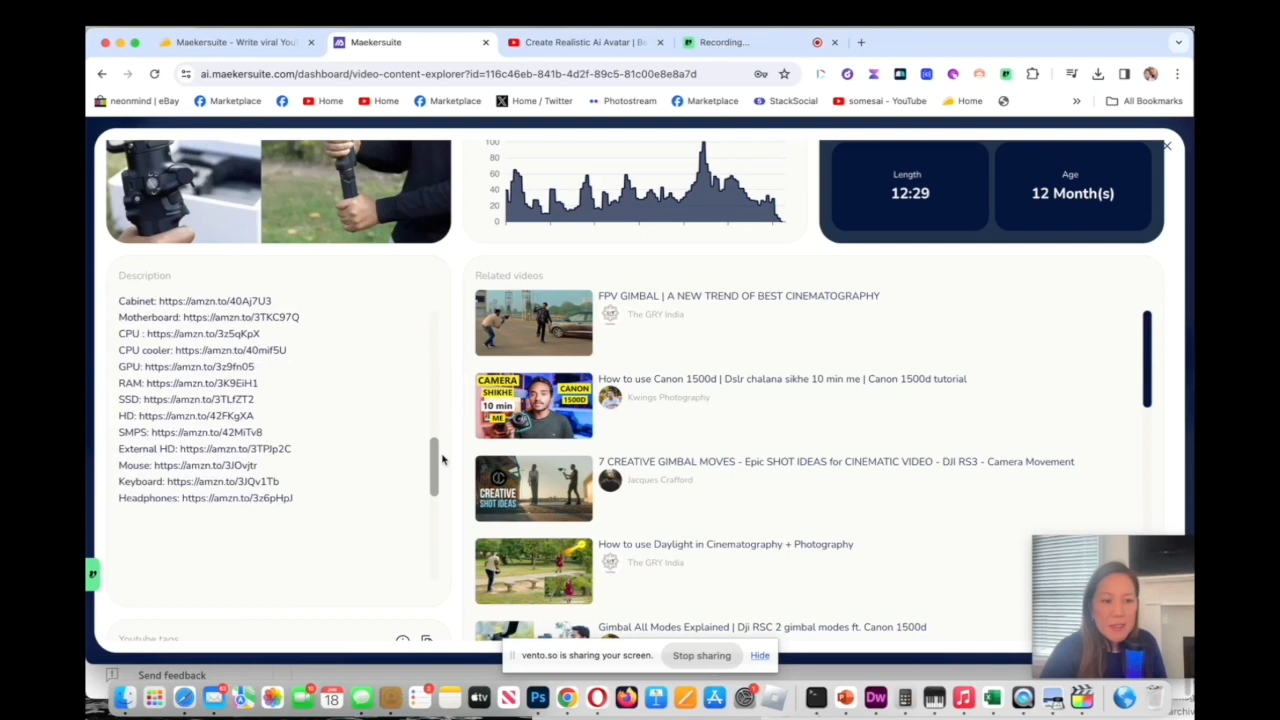 Maekersuite - Write viral You
Maekersuite
Create Realistic Ai Avatar | Be
Recording...
ai.maekersuite.com/dashboard/video-content-explorer?id=116c46eb-841b-4d2f-89c5-81c00e8e8a7d
neonmind | eBay
Marketplace
Home
Home
Marketplace
Home / Twitter
Photostream
Marketplace
StackSocial
somesai - YouTube
Home
All Bookmarks
100
80
60
40
20
0
Length
12:29
Age
12 Month(s)
Description
Cabinet: https://amzn.to/40Aj7U3
Motherboard: https://amzn.to/3TKC97Q
CPU : https://amzn.to/3z5qKpX
CPU cooler: https://amzn.to/40mif5U
GPU: https://amzn.to/3z9fn05
RAM: https://amzn.to/3K9EiH1
SSD: https://amzn.to/3TLfZT2
HD: https://amzn.to/42FKgXA
SMPS: https://amzn.to/42MiTv8
External HD: https://amzn.to/3TPJp2C
Mouse: https://amzn.to/3JOvjtr
Keyboard: https://amzn.to/3JQv1Tb
Headphones: https://amzn.to/3z6pHpJ
Related videos
FPV GIMBAL | A NEW TREND OF BEST CINEMATOGRAPHY
The GRY India
CAMERA
SHIKHE
10 min
ME
CANON
1500D
How to use Canon 1500d | Dslr chalana sikhe 10 min me | Canon 1500d tutorial
Kwings Photography
CREATIVE
SHOT IDEAS
7 CREATIVE GIMBAL MOVES - Epic SHOT IDEAS for CINEMATIC VIDEO - DJI RS3 - Camera Movement
Jacques Crafford
How to use Daylight in Cinematography + Photography
The GRY India
Gimbal All Modes Explained | Dji RSC 2 gimbal modes ft. Canon 1500d
Youtube tags
vento.so is sharing your screen.
Stop sharing
Hide
Send feedback